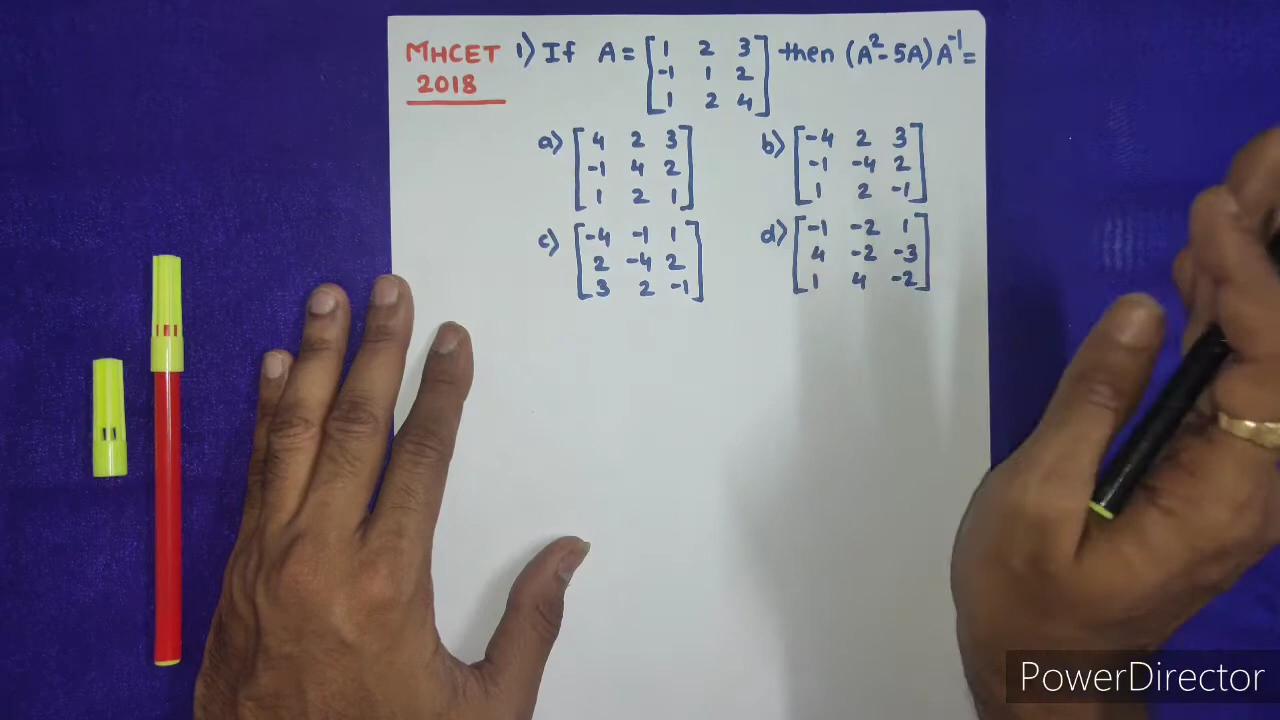 MHCET 1) If A = [1 2 3 then (A² - 5A) A⁻¹ =
2018 -1 1 2
1 2 4]
a) [4 2 3 b) [-4 2 3
-1 4 2 -1 -4 2
1 2 1] 1 2 -1]
c) [-4 -1 1 d) [-1 -2 1
2 -4 2 4 -2 -3
3 2 -1] 1 4 -2]
PowerDirector